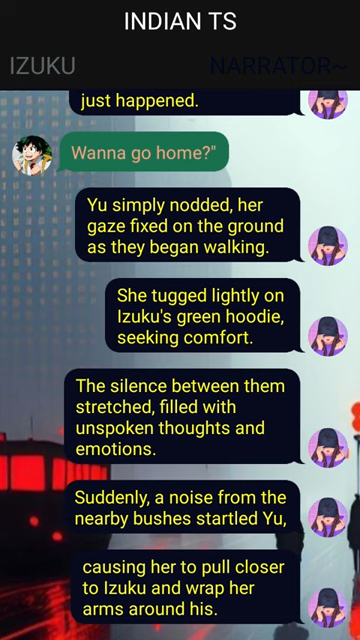 INDIAN TS
IZUKU
NARRATOR~
just happened.
Wanna go home?"
Yu simply nodded, her
gaze fixed on the ground
as they began walking.
She tugged lightly on
Izuku's green hoodie,
seeking comfort.
The silence between them
stretched, filled with
unspoken thoughts and
emotions.
Suddenly, a noise from the
nearby bushes startled Yu,
causing her to pull closer
to Izuku and wrap her
arms around his.